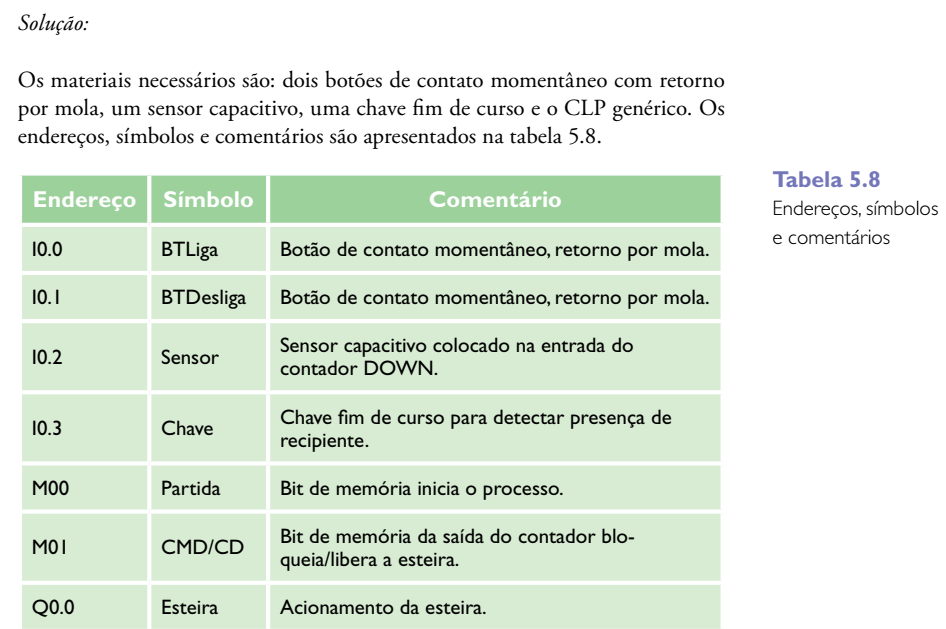 Solução:
Os materiais necessários são: dois botões de contato momentâneo com retorno
por mola, um sensor capacitivo, uma chave fim de curso e o CLP genérico. Os
endereços, símbolos e comentários são apresentados na tabela 5.8.
Endereço Símbolo Comentário
I0.0 BTLiga Botão de contato momentâneo, retorno por mola.
I0.1 BTDesliga Botão de contato momentâneo, retorno por mola.
I0.2 Sensor Sensor capacitivo colocado na entrada do
contador DOWN.
I0.3 Chave Chave fim de curso para detectar presença de
recipiente.
M00 Partida Bit de memória inicia o processo.
M01 CMD/CD Bit de memória da saída do contador blo-
queia/libera a esteira.
Q0.0 Esteira Acionamento da esteira.
Tabela 5.8
Endereços, símbolos
e comentários